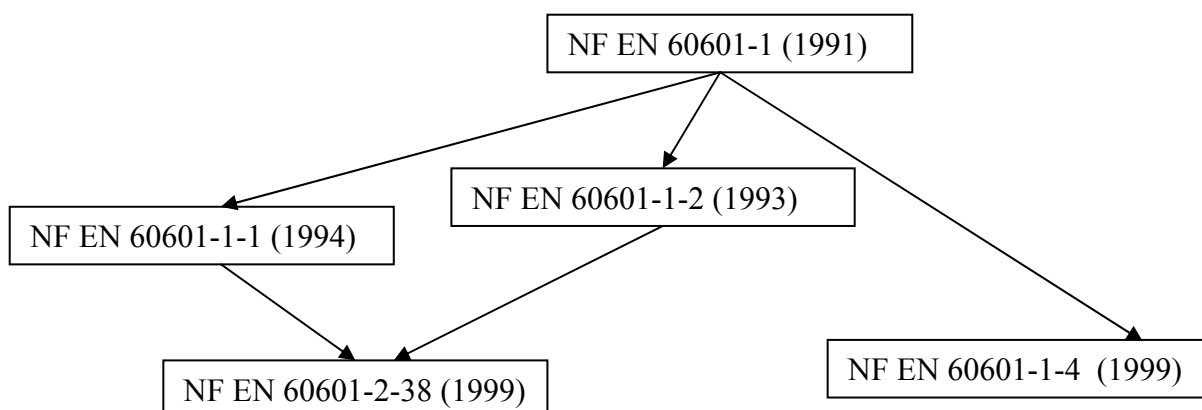 NF EN 60601-1 (1991)
NF EN 60601-1-2 (1993)
NF EN 60601-1-1 (1994)
NF EN 60601-2-38 (1999)
NF EN 60601-1-4 (1999)